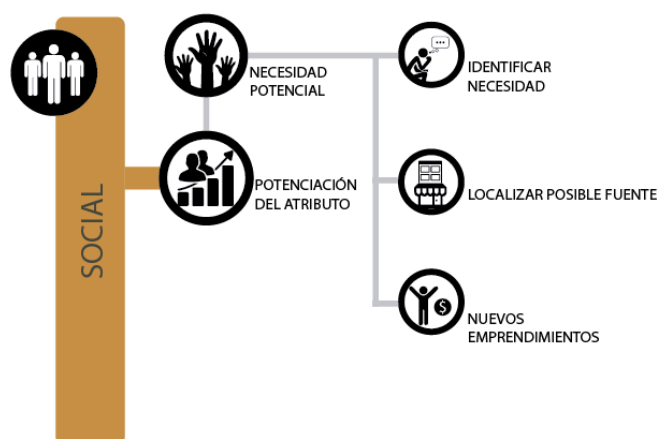 SOCIAL
NECESIDAD
POTENCIAL
POTENCIACIÓN
DEL ATRIBUTO
IDENTIFICAR
NECESIDAD
LOCALIZAR POSIBLE FUENTE
$
NUEVOS
EMPRENDIMIENTOS